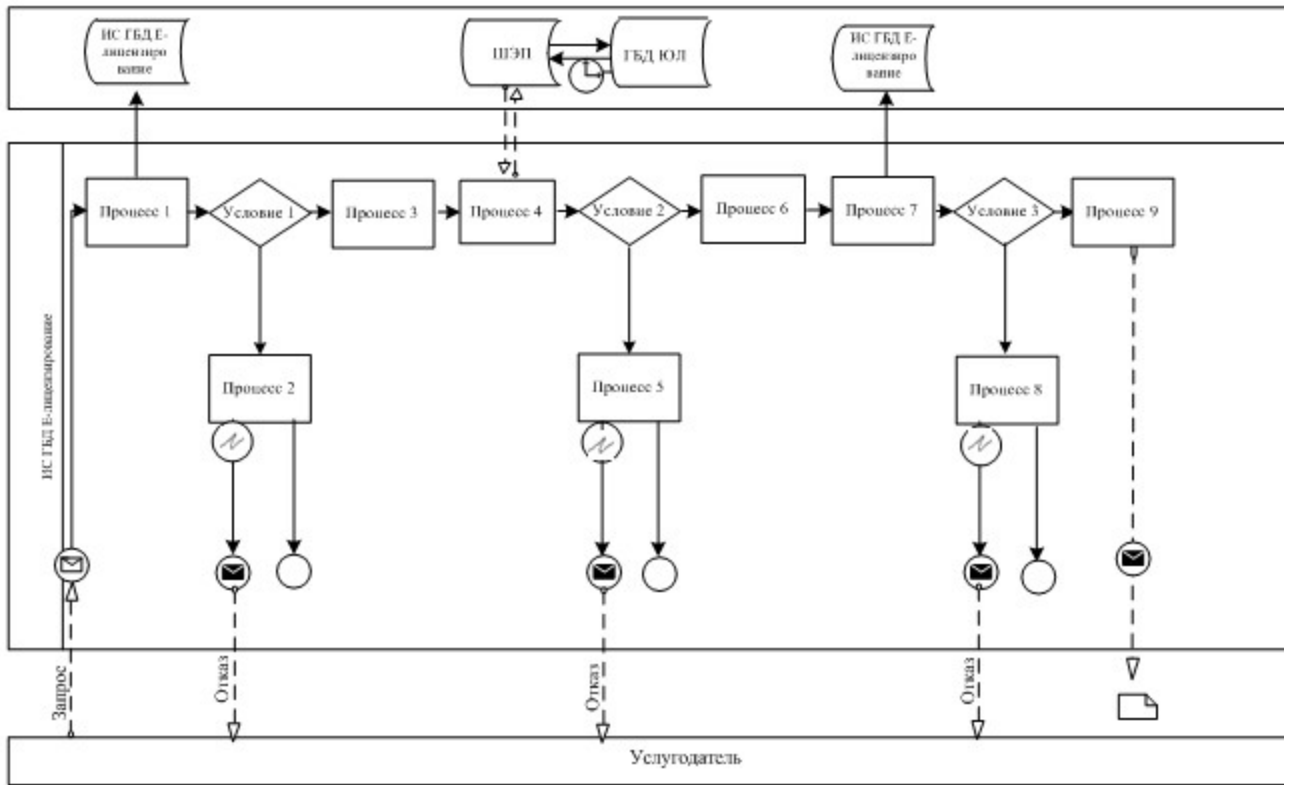 ИС ГБД Е-
лицензиро
вание
ШЭП
ГБД ЮЛ
ИС ГБД Е-
лицензиро
вание
ИС ГБД Е-лицензирование
Процесс 1
Условие 1
Процесс 3
Процесс 4
Условие 2
Процесс 6
Процесс 7
Условие 3
Процесс 9
Процесс 2
Процесс 5
Процесс 8
Запрос
Отказ
Отказ
Отказ
Услугодатель